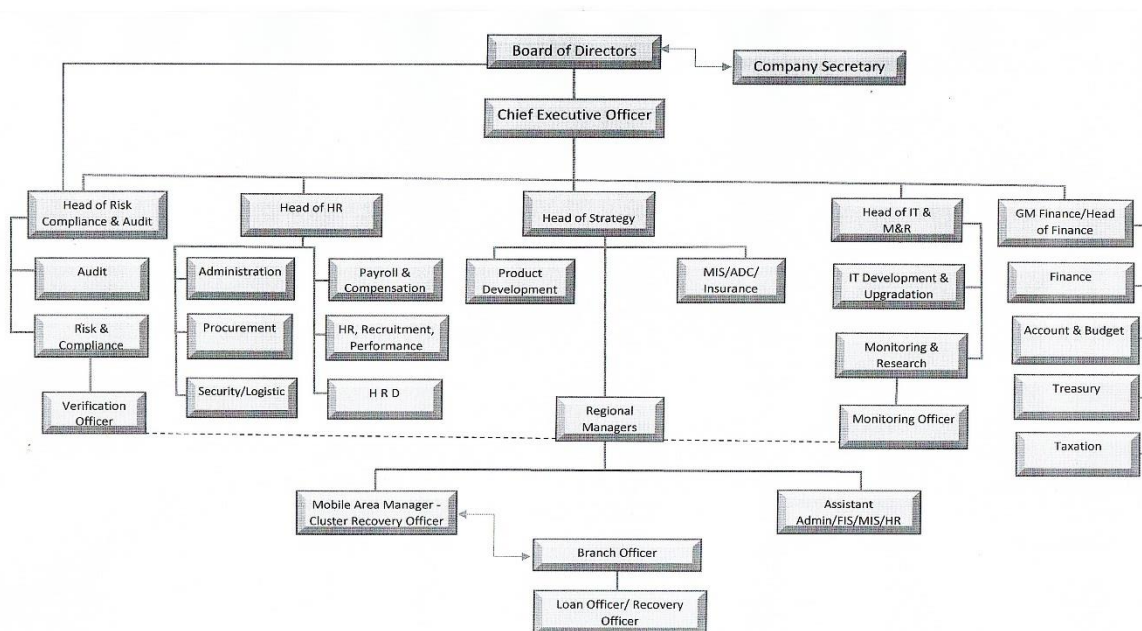 Board of Directors
Company Secretary
Chief Executive Officer
Head of Risk
Compliance & Audit
Head of HR
Head of Strategy
Head of IT &
M&R
GM Finance/Head
of Finance
Audit
Administration
Payroll &
Compensation
Product
Development
MIS/ADC/
Insurance
IT Development &
Upgradation
Finance
Risk &
Compliance
Procurement
HR, Recruitment,
Performance
Monitoring &
Research
Account & Budget
Verification
Officer
Security/Logistic
H R D
Regional
Managers
Monitoring Officer
Treasury
Taxation
Mobile Area Manager -
Cluster Recovery Officer
Assistant
Admin/FIS/MIS/HR
Branch Officer
Loan Officer/ Recovery
Officer